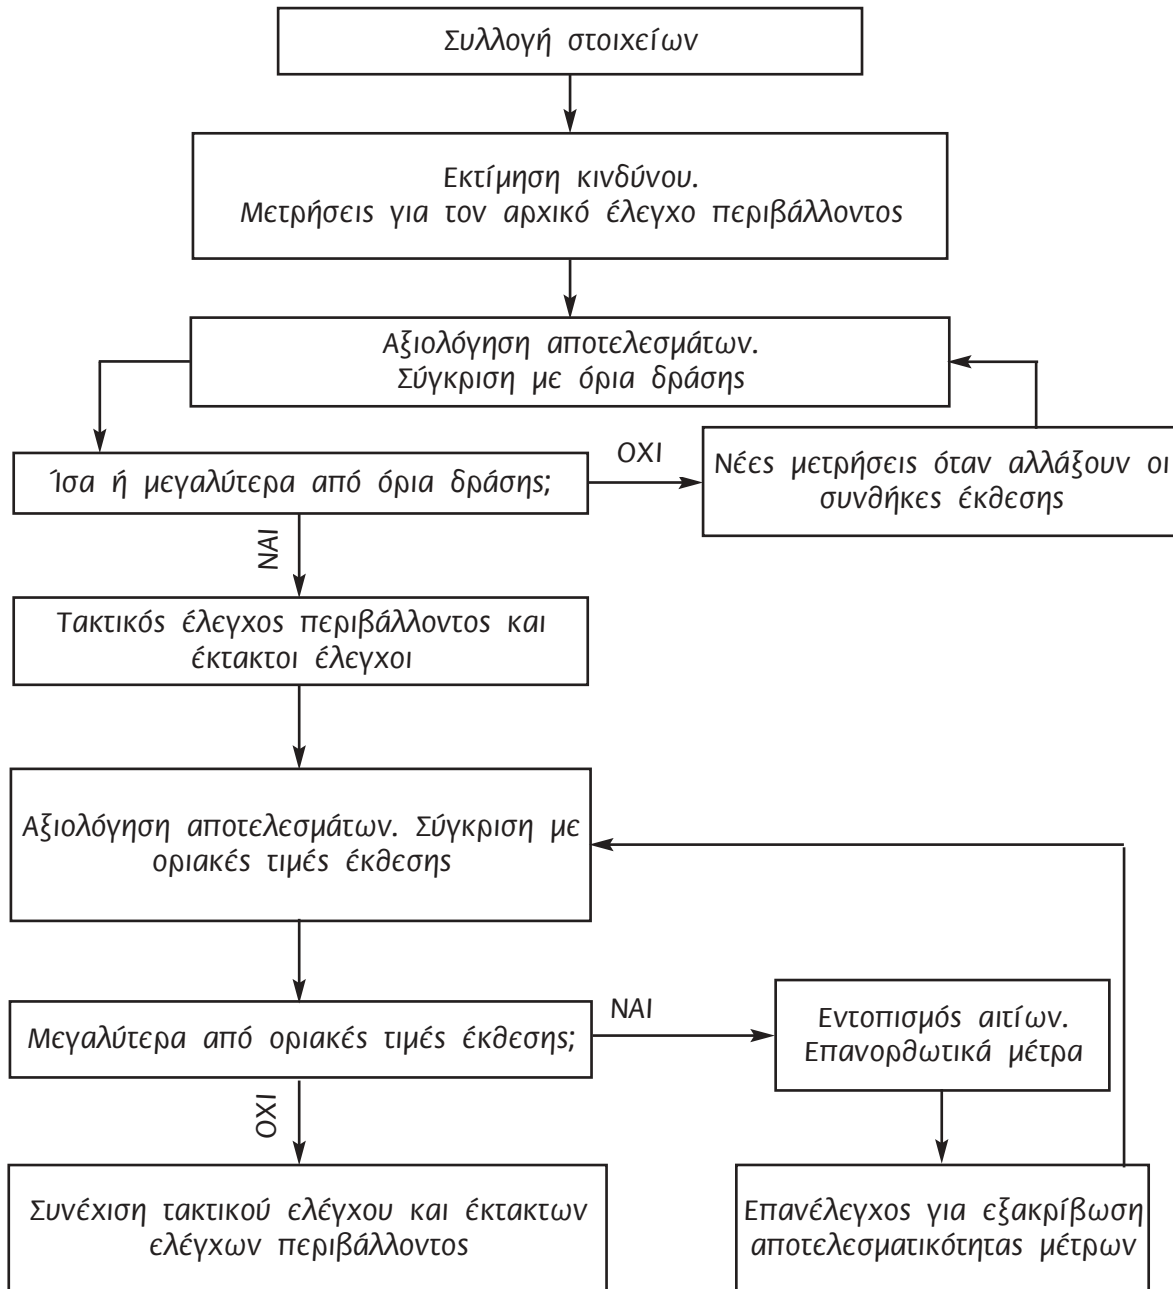 Συλλογή στοιχείων
Εκτίμηση κινδύνου.
Μετρήσεις για τον αρχικό έλεγχο περιβάλλοντος
Αξιολόγηση αποτελεσμάτων.
Σύγκριση με όρια δράσης
Ίσα ή μεγαλύτερα από όρια δράσης;
ΟΧΙ
Νέες μετρήσεις όταν αλλάξουν οι
συνθήκες έκθεσης
ΝΑΙ
Τακτικός έλεγχος περιβάλλοντος και
έκτακτοι έλεγχοι
Αξιολόγηση αποτελεσμάτων. Σύγκριση με
οριακές τιμές έκθεσης
Μεγαλύτερα από οριακές τιμές έκθεσης;
ΝΑΙ
Εντοπισμός αιτίων.
Επανορθωτικά μέτρα
ΟΧΙ
Συνέχιση τακτικού ελέγχου και έκτακτων
ελέγχων περιβάλλοντος
Επανέλεγχος για εξακρίβωση
αποτελεσματικότητας μέτρων